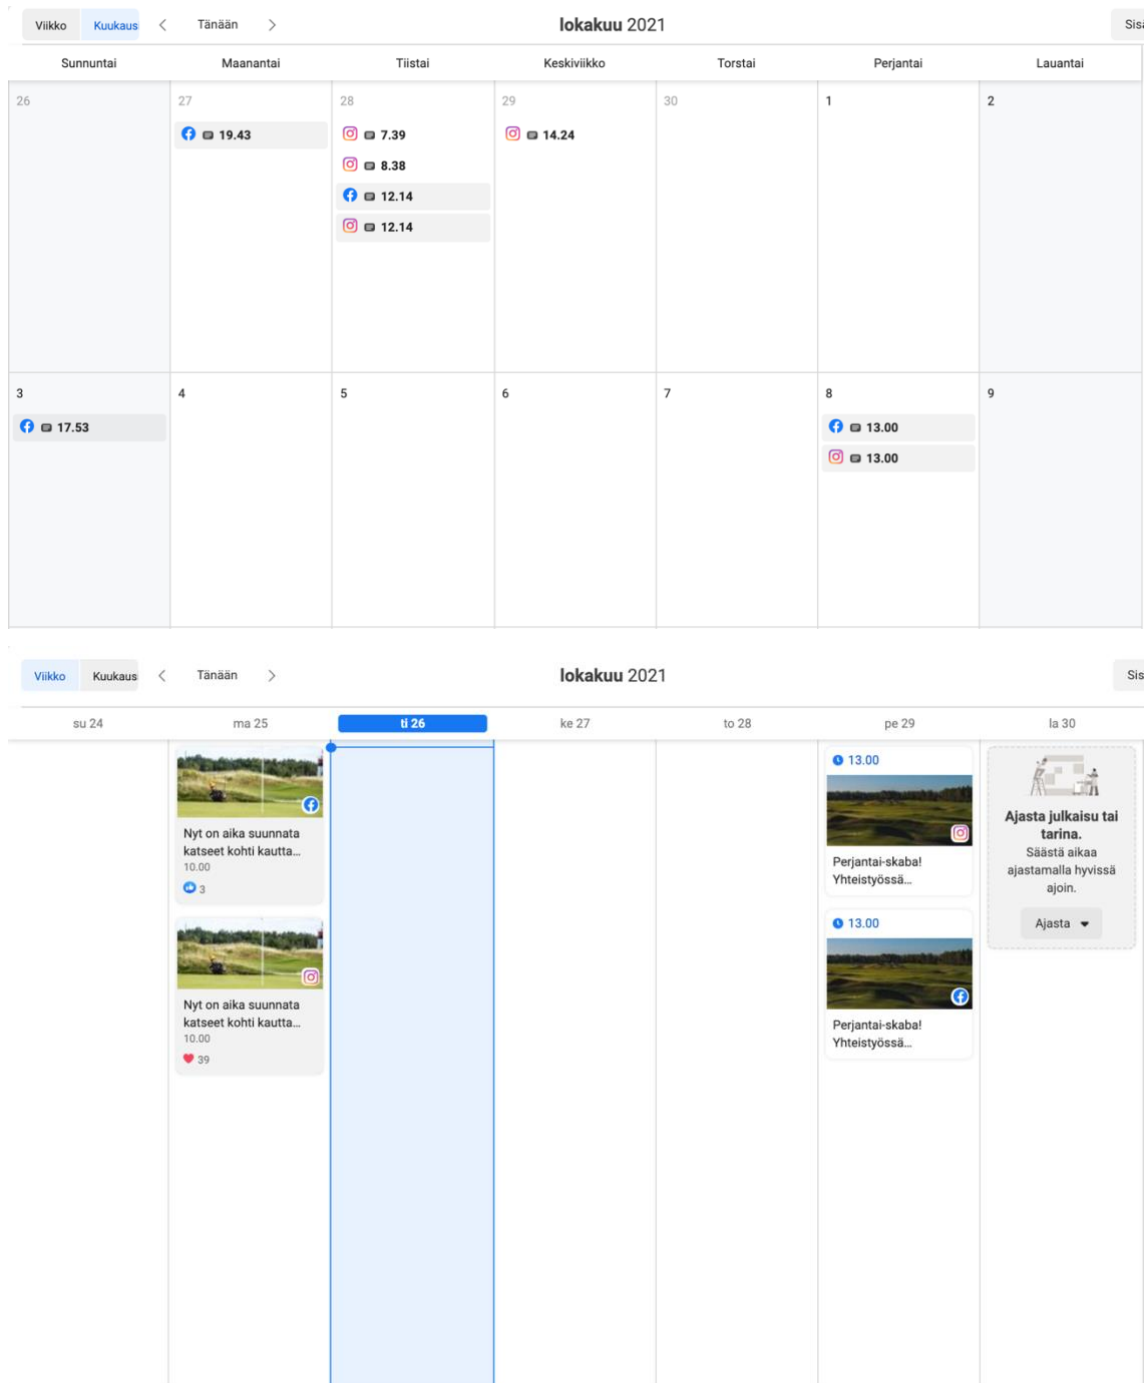 Viikko Kuukaus Tänään lokakuu 2021
Sunnuntai Maanantai Tiistai Keskiviikko Torstai Perjantai Lauantai
26 27 28 29 30 1 2
19.43 7.39 14.24
8.38
12.14
12.14
3 4 5 6 7 8 9
17.53 13.00
13.00
Viikko Kuukaus Tänään lokakuu 2021 Sis
su 24 ma 25 ti 26 ke 27 to 28 pe 29 la 30
Nyt on aika suunnata
katseet kohti kautta...
10.00
3
Nyt on aika suunnata
katseet kohti kautta...
10.00
39
13.00
Perjantai-skaba!
Yhteistyössä...
13.00
Perjantai-skaba!
Yhteistyössä...
Ajasta julkaisu tai
tarina.
Säästä aikaa
ajastamalla hyvissä
ajoin.
Ajasta